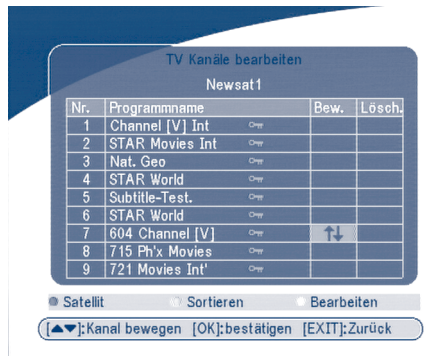 TV Kanäle bearbeiten
Newsat1
Nr. Programmname Bew. Lösch.
1 Channel [V] Int
2 STAR Movies Int
3 Nat. Geo
4 STAR World
5 Subtitle-Test.
6 STAR World
7 604 Channel [V]
8 715 Ph'x Movies
9 721 Movies Int'
Satellit Sortieren Bearbeiten
[▲▼]:Kanal bewegen [OK]:bestätigen [EXIT]:Zurück